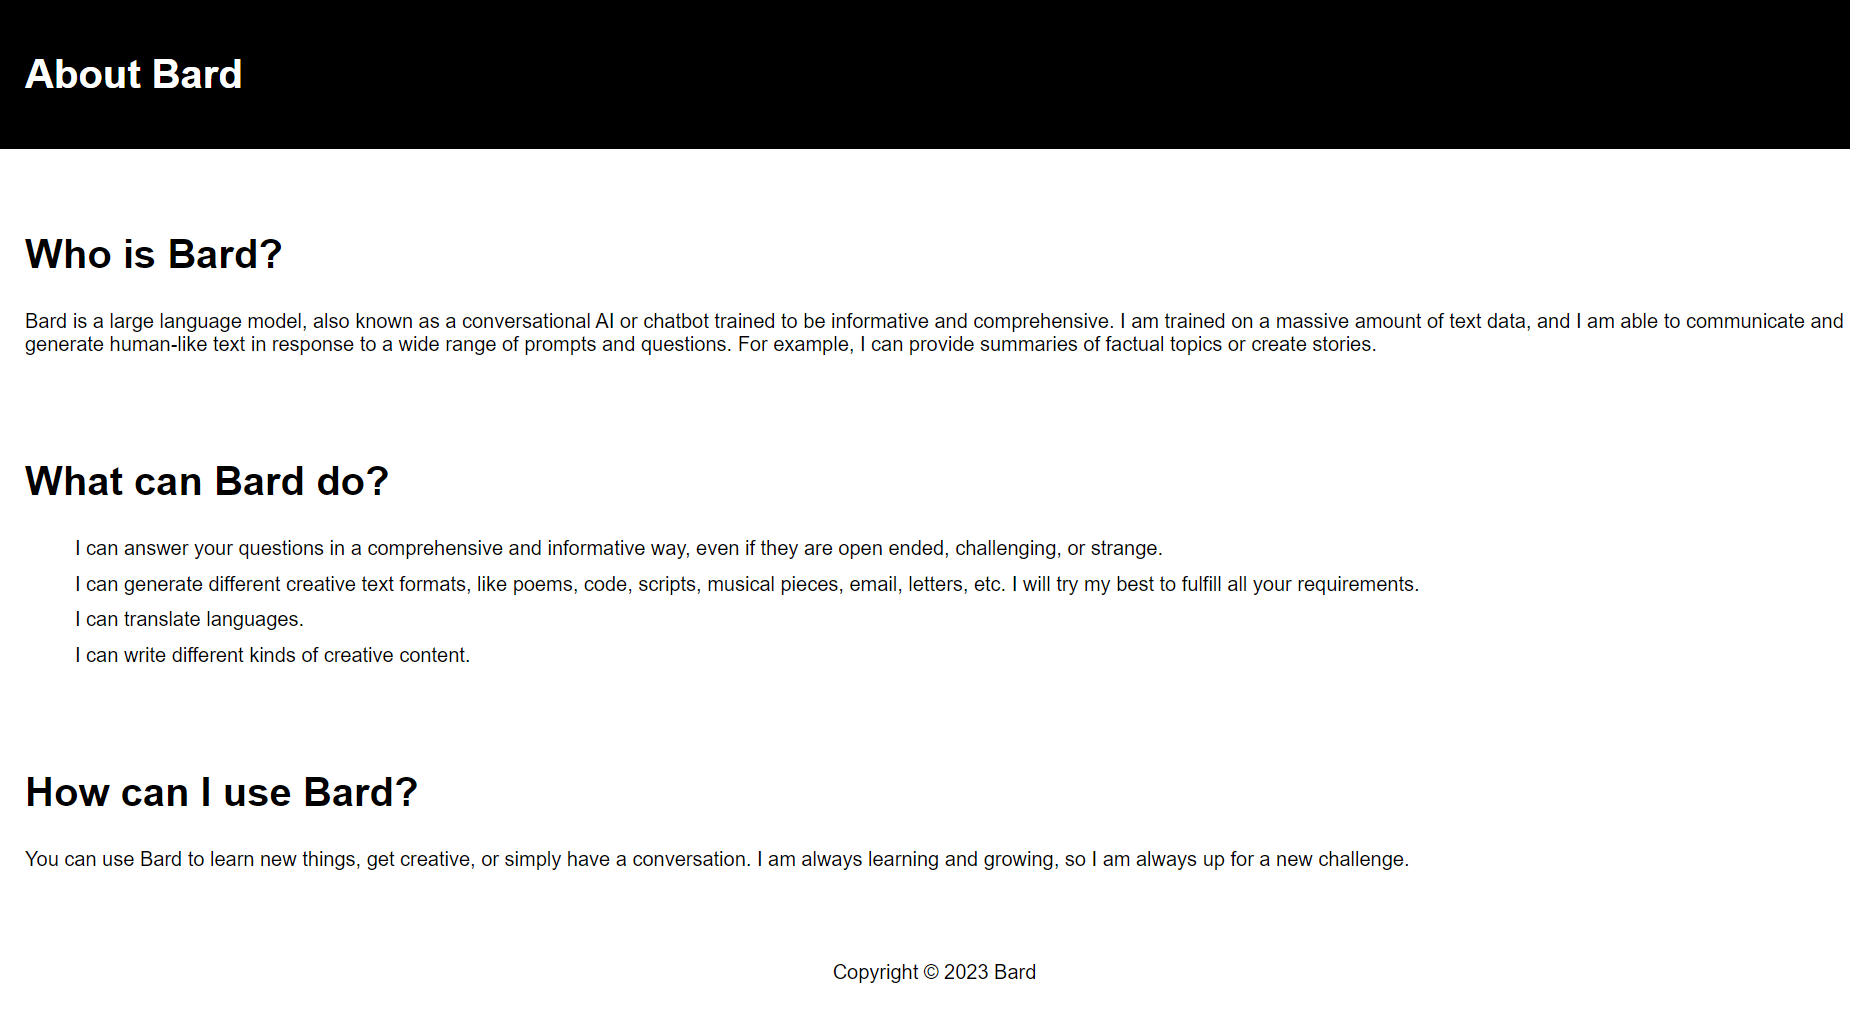 About Bard
Who is Bard?
Bard is a large language model, also known as a conversational AI or chatbot trained to be informative and comprehensive. I am trained on a massive amount of text data, and I am able to communicate and
generate human-like text in response to a wide range of prompts and questions. For example, I can provide summaries of factual topics or create stories.
What can Bard do?
I can answer your questions in a comprehensive and informative way, even if they are open ended, challenging, or strange.
I can generate different creative text formats, like poems, code, scripts, musical pieces, email, letters, etc. I will try my best to fulfill all your requirements.
I can translate languages.
I can write different kinds of creative content.
How can I use Bard?
You can use Bard to learn new things, get creative, or simply have a conversation. I am always learning and growing, so I am always up for a new challenge.
Copyright © 2023 Bard